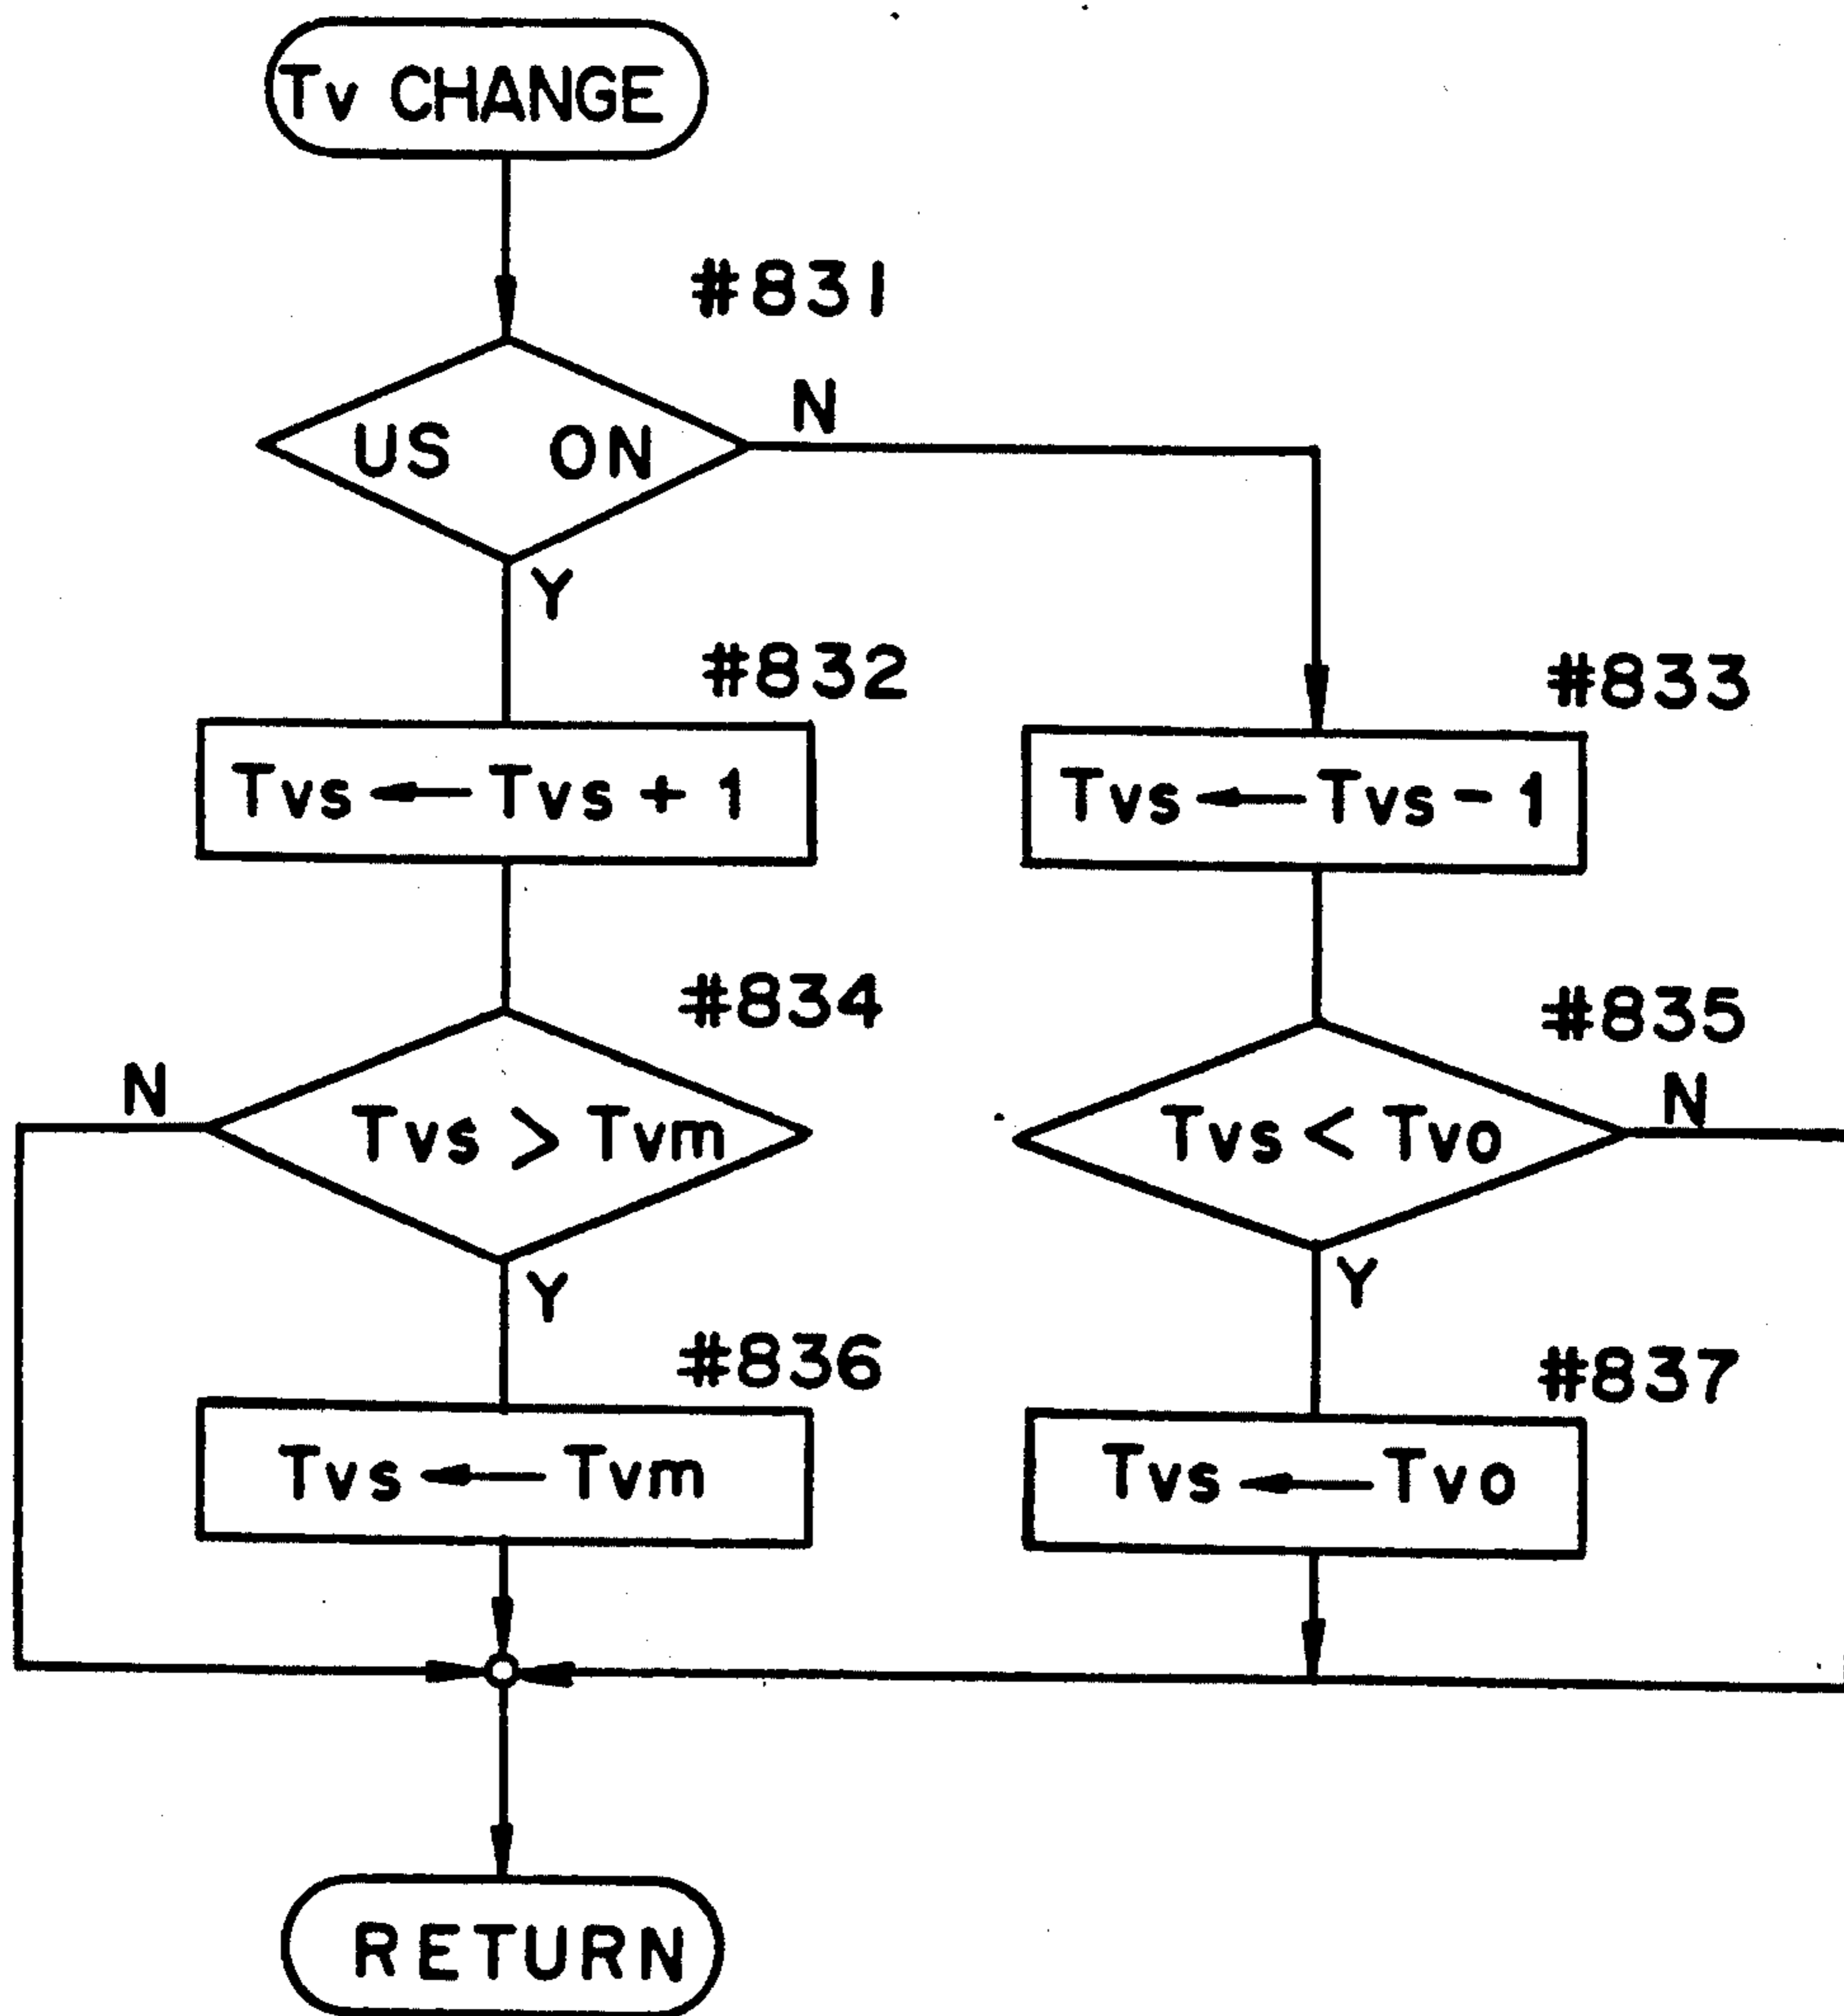 Tv CHANGE
#831
US ON
N
Y
#832
#833
Tvs ← Tvs + 1
Tvs ← Tvs - 1
#834
#835
N
Tvs > Tvm
Tvs < Tvo
N
Y
Y
#836
#837
Tvs ← Tvm
Tvs ← Tvo
RETURN